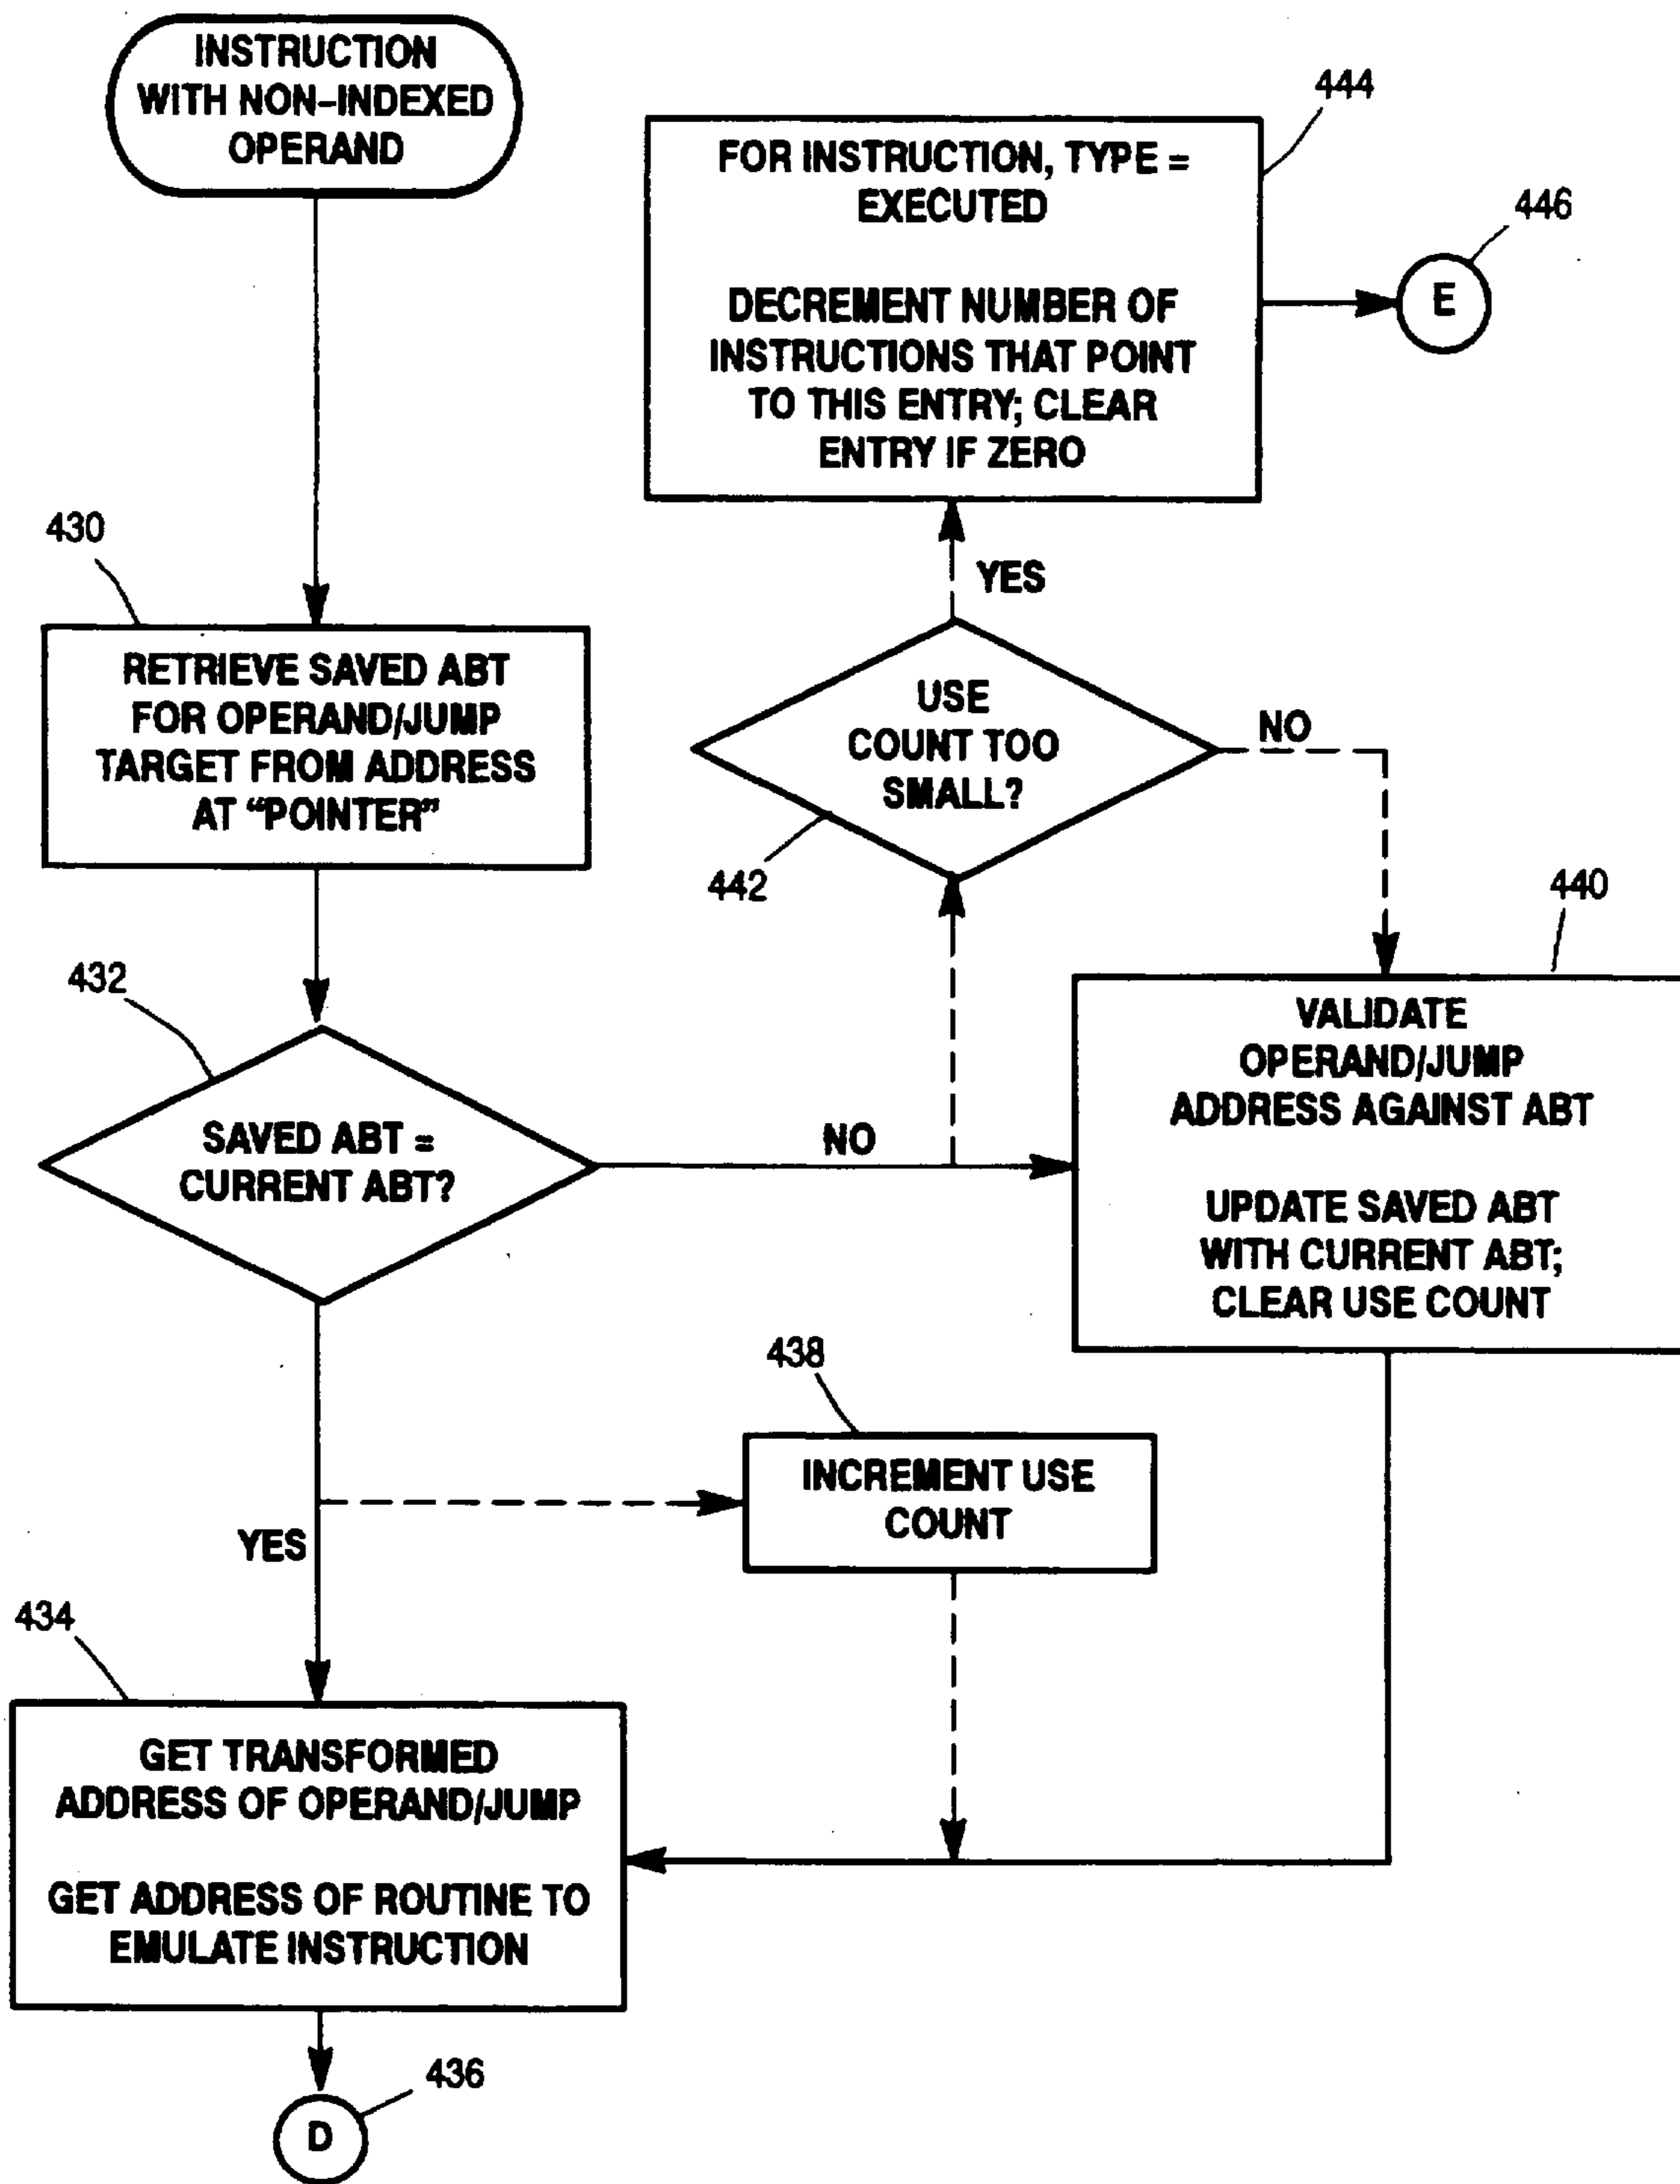 INSTRUCTION
WITH NON-INDEXED
OPERAND
444
FOR INSTRUCTION, TYPE =
EXECUTED
DECREMENT NUMBER OF
INSTRUCTIONS THAT POINT
TO THIS ENTRY; CLEAR
ENTRY IF ZERO
446
E
430
RETRIEVE SAVED ABT
FOR OPERAND/JUMP
TARGET FROM ADDRESS
AT “POINTER”
YES
USE
COUNT TOO
SMALL?
NO
442
440
432
SAVED ABT =
CURRENT ABT?
NO
VALIDATE
OPERAND/JUMP
ADDRESS AGAINST ABT
UPDATE SAVED ABT
WITH CURRENT ABT;
CLEAR USE COUNT
438
INCREMENT USE
COUNT
YES
434
GET TRANSFORMED
ADDRESS OF OPERAND/JUMP
GET ADDRESS OF ROUTINE TO
EMULATE INSTRUCTION
436
D